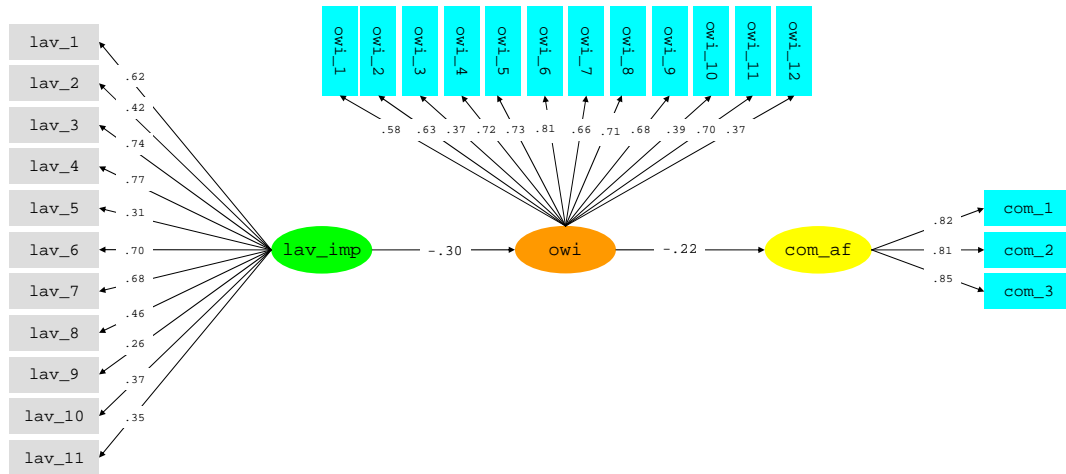 owi_1
owi_2
owi_3
owi_4
owi_5
owi_6
owi_7
owi_8
owi_9
owi_10
owi_11
owi_12
lav_1
lav_2
lav_3
lav_4
lav_5
lav_6
lav_7
lav_8
lav_9
lav_10
lav_11
.62
.42
.74
.77
.31
.70
.68
.46
.26
.37
.35
.58
.63
.37
.72
.73
.81
.66
.71
.68
.39
.70
.37
lav_imp
-.30
owi
-.22
com_af
.82
.81
.85
com_1
com_2
com_3